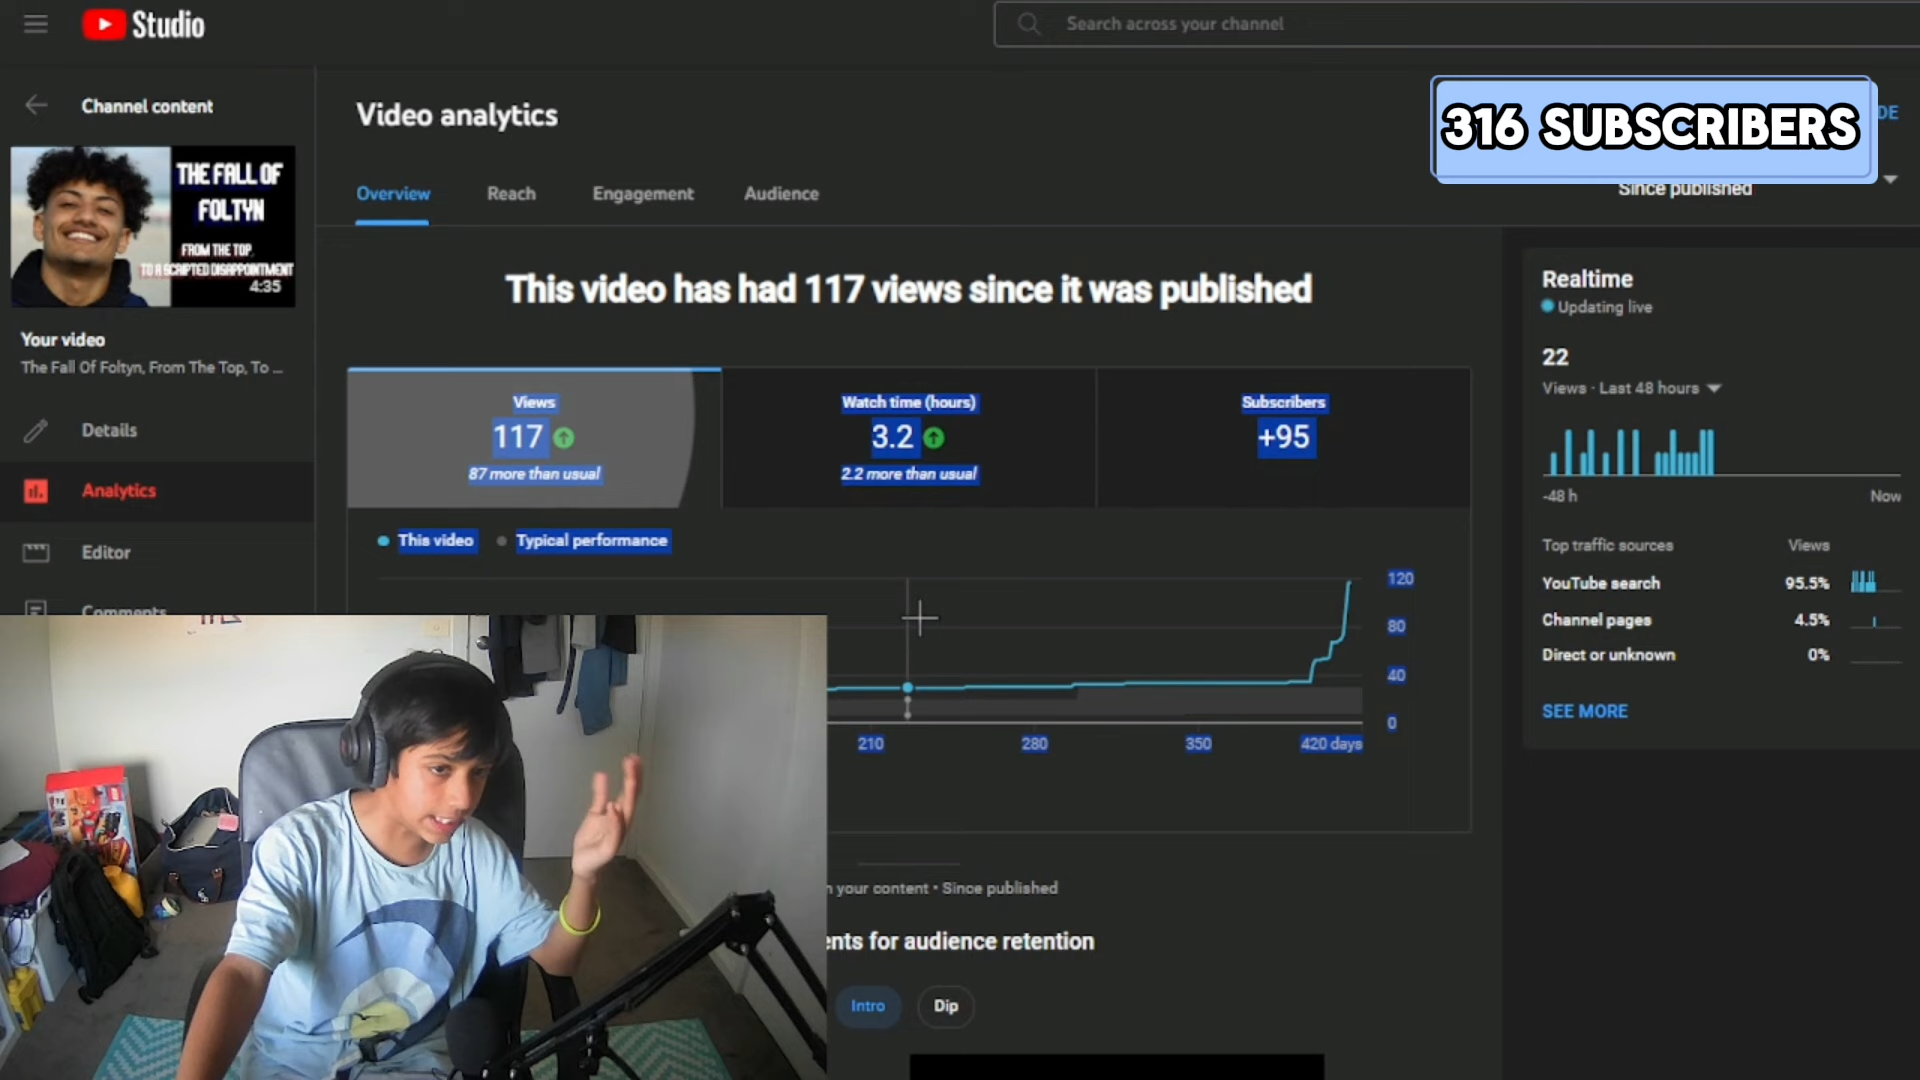 Studio
Search across your channel
Channel content
Video analytics
316 SUBSCRIBERS
DE
Overview
Reach
Engagement
Audience
Since published
THE FALL OF
FOLTYN
FROM THE TOP,
TO A SCRIPTED DISAPPOINTMENT
4:35
This video has had 117 views since it was published
Realtime
Updating live
Your video
The Fall Of Foltyn, From The Top, To ...
22
Views · Last 48 hours
Views
117
87 more than usual
Watch time (hours)
3.2
2.2 more than usual
Subscribers
+95
Details
Analytics
Editor
Comments
-48 h
Now
This video
Typical performance
Top traffic sources
Views
YouTube search
95.5%
Channel pages
4.5%
Direct or unknown
0%
SEE MORE
120
80
40
0
210
280
350
420 days
your content • Since published
ents for audience retention
Intro
Dip